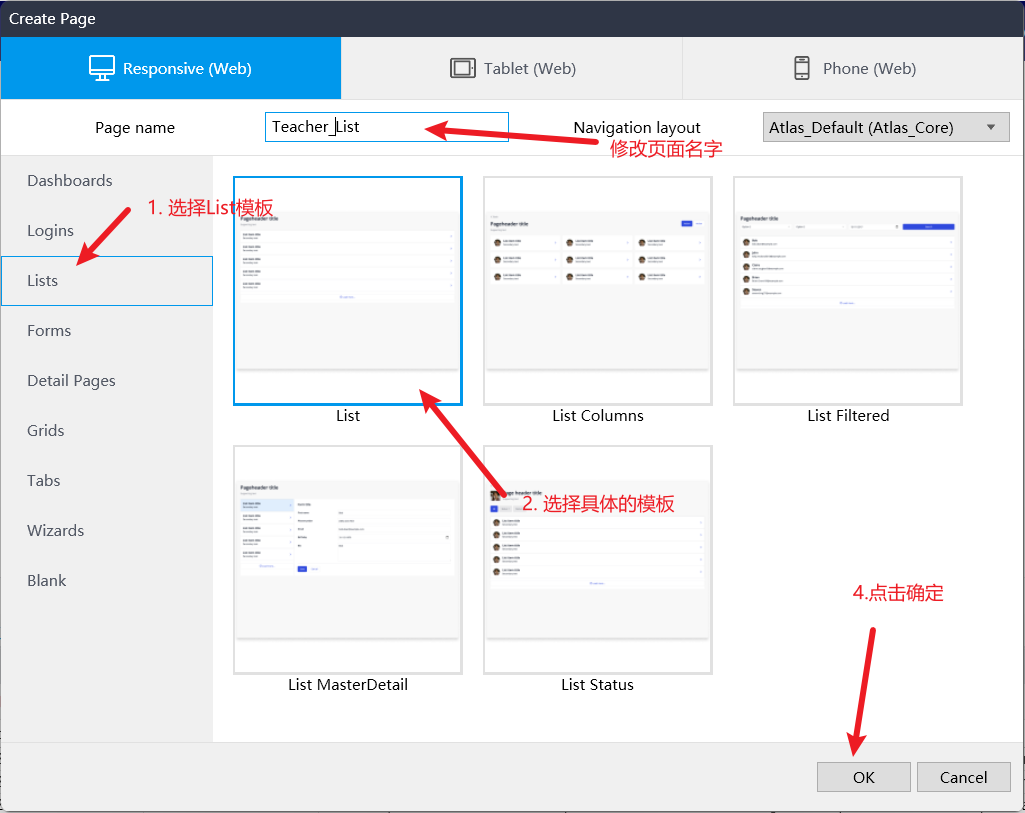 Create Page
Responsive (Web)
Tablet (Web)
Phone (Web)
Page name
Teacher_List
Navigation layout
Atlas_Default (Atlas_Core)
修改页面名字
Dashboards
1. 选择List模板
Logins
Lists
Forms
Detail Pages
Grids
Tabs
Wizards
Blank
Pageheader title
Pageheader title
Pageheader title
List
List Columns
List Filtered
Pageheader title
Page header title
2. 选择具体的模板
List MasterDetail
List Status
4.点击确定
OK
Cancel